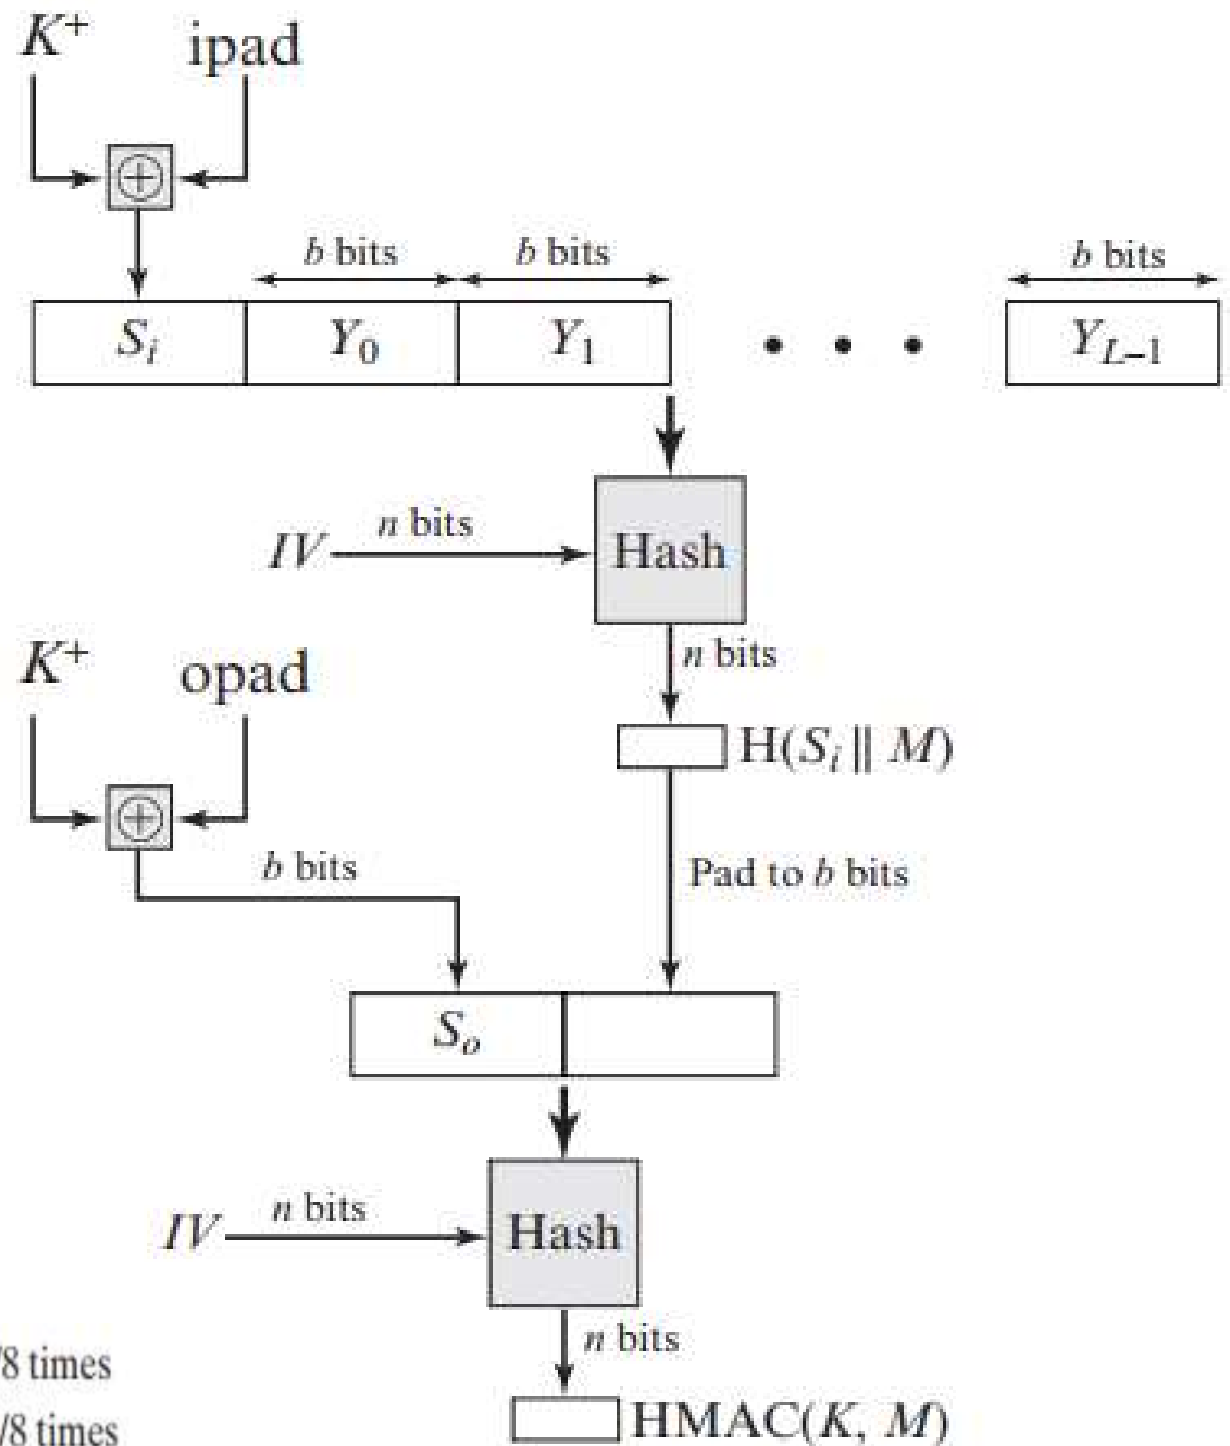 K⁺ ipad
⊕
b bits b bits b bits
Sᵢ Y₀ Y₁ • • • Y_{L–1}
n bits
IV Hash
n bits
K⁺ opad
H(Sᵢ || M)
⊕
b bits
Pad to b bits
Sₒ
n bits
IV Hash
n bits
/8 times
HMAC(K, M)
/8 times